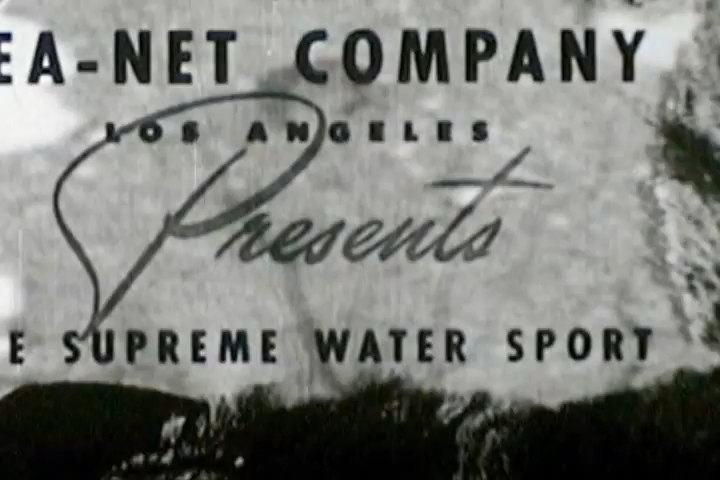 EA-NET COMPANY
LOS ANGELES
Presents
E SUPREME WATER SPORT